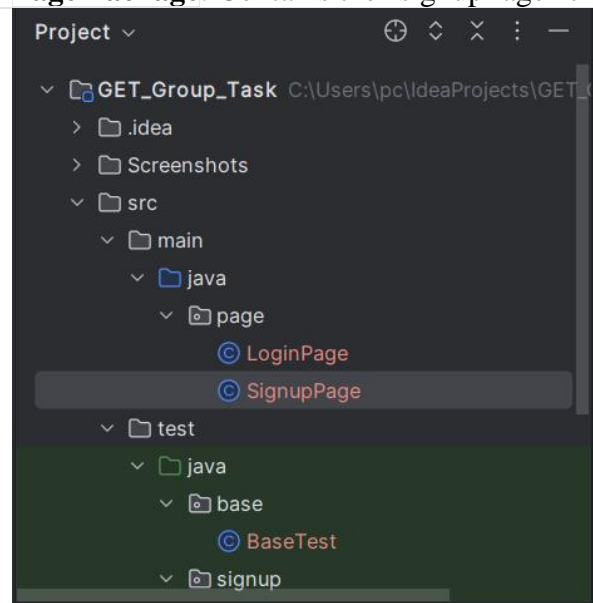 Project
GET_Group_Task C:\Users\pc\IdeaProjects\GET_
.idea
Screenshots
src
main
java
page
LoginPage
SignupPage
test
java
base
BaseTest
signup